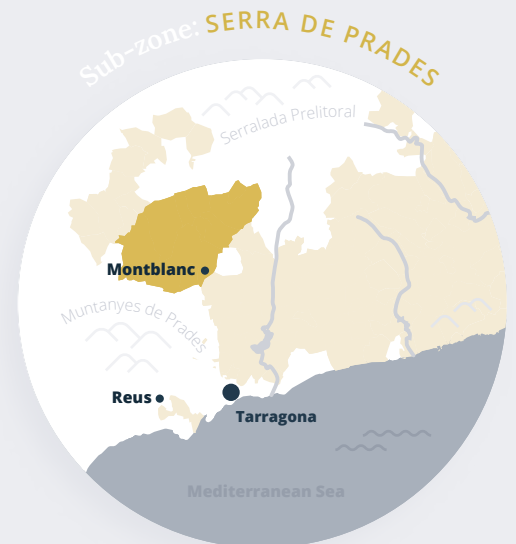 Sub-zone: SERRA DE PRADES
Serralada Prelitoral
Montblanc
Muntanyes de Prades
Reus
Tarragona
Mediterranean Sea